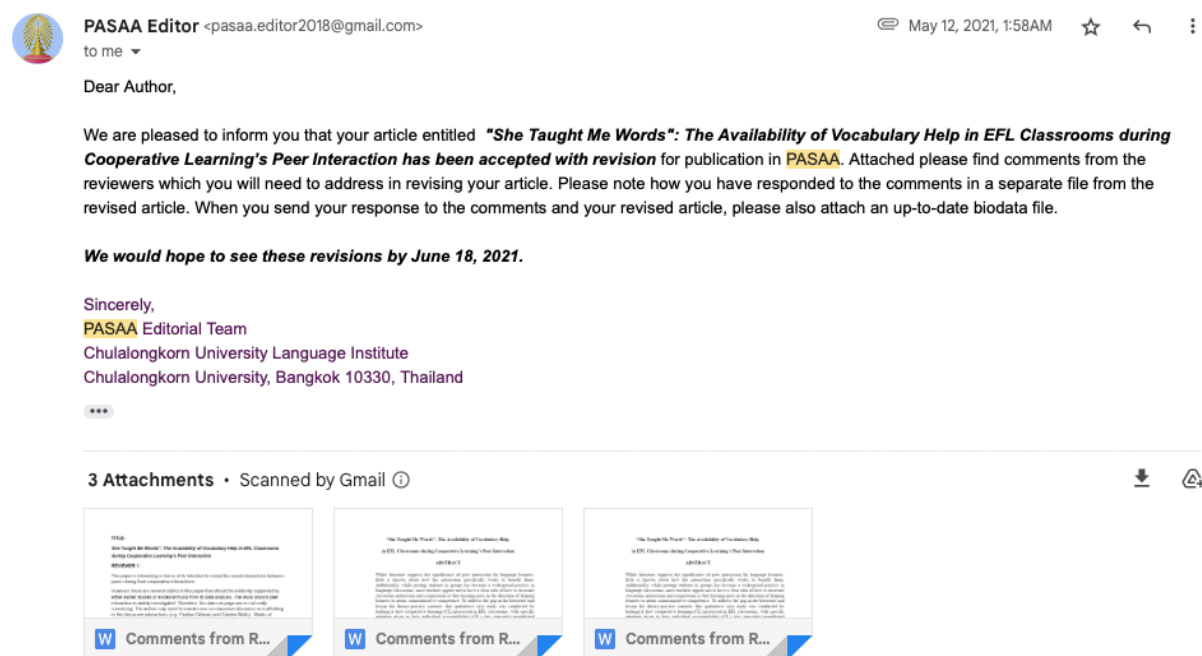 PASAA Editor <pasaa.editor2018@gmail.com>
May 12, 2021, 1:58AM
to me
Dear Author,
We are pleased to inform you that your article entitled "She Taught Me Words": The Availability of Vocabulary Help in EFL Classrooms during
Cooperative Learning's Peer Interaction has been accepted with revision for publication in PASAA. Attached please find comments from the
reviewers which you will need to address in revising your article. Please note how you have responded to the comments in a separate file from the
revised article. When you send your response to the comments and your revised article, please also attach an up-to-date biodata file.
We would hope to see these revisions by June 18, 2021.
Sincerely,
PASAA Editorial Team
Chulalongkorn University Language Institute
Chulalongkorn University, Bangkok 10330, Thailand
3 Attachments • Scanned by Gmail
TITLE:
"She Taught Me Words": The Availability of Vocabulary Help in EFL Classrooms
during Cooperative Learning's Peer Interaction
REVIEWER 1:
W Comments from R...
"She Taught Me Words": The Availability of Vocabulary Help
in EFL Classrooms during Cooperative Learning's Peer Interaction
ABSTRACT
W Comments from R...
"She Taught Me Words": The Availability of Vocabulary Help
in EFL Classrooms during Cooperative Learning's Peer Interaction
ABSTRACT
W Comments from R...